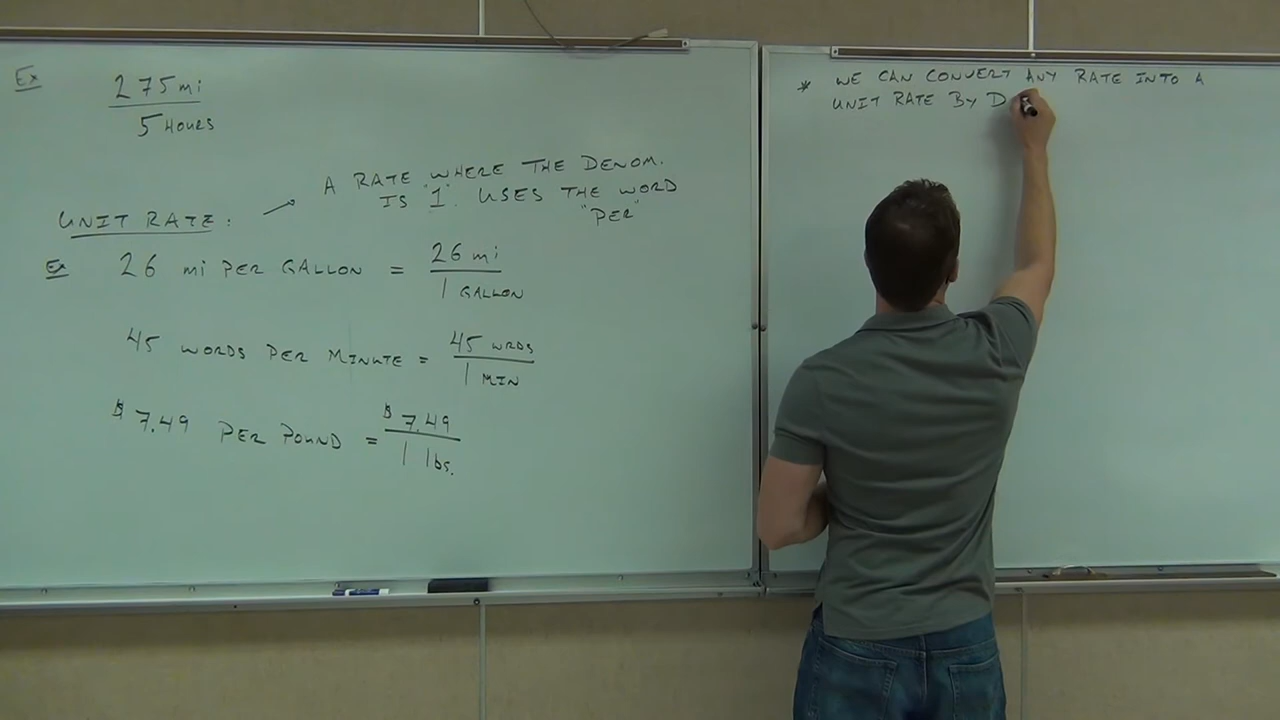 Ex
275 mi
5 HOURS
UNIT RATE:
A RATE WHERE THE DENOM.
IS 1. USES THE WORD
"PER"
Ex 26 mi PER GALLON = 26 mi
1 GALLON
45 WORDS PER MINUTE = 45 WRDS
1 MIN
$7.49 PER POUND = $7.49
1 lbs.
* WE CAN CONVERT ANY RATE INTO A
UNIT RATE BY D